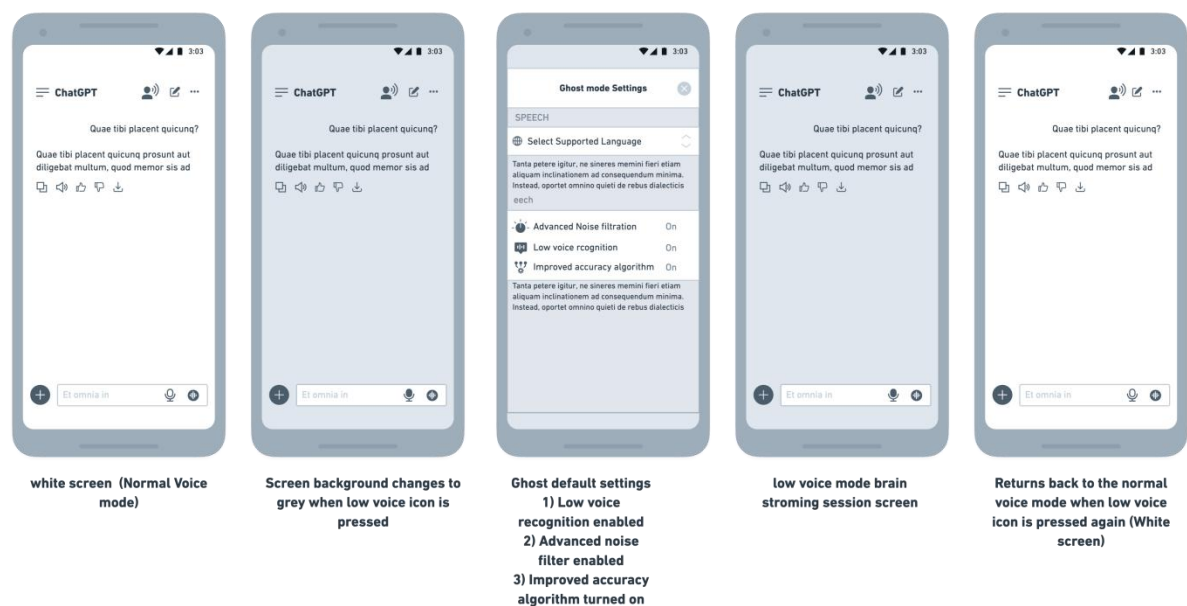 3:03
ChatGPT
Quae tibi placent quicunq?
Quae tibi placent quicunq prosunt aut
diligebat multum, quod memor sis ad
Et omnia in
white screen (Normal Voice
mode)
3:03
ChatGPT
Quae tibi placent quicunq?
Quae tibi placent quicunq prosunt aut
diligebat multum, quod memor sis ad
Et omnia in
Screen background changes to
grey when low voice icon is
pressed
3:03
Ghost mode Settings
SPEECH
Select Supported Language
Tanta petere igitur, ne sineres memini fieri etiam
aliquam inclinationem ad consequendum minima.
Instead, oportet omnino quieti de rebus dialecticis
eech
Advanced Noise filtration On
Low voice rcognition On
Improved accuracy algorithm On
Tanta petere igitur, ne sineres memini fieri etiam
aliquam inclinationem ad consequendum minima.
Instead, oportet omnino quieti de rebus dialecticis
Ghost default settings
1) Low voice
recognition enabled
2) Advanced noise
filter enabled
3) Improved accuracy
algorithm turned on
3:03
ChatGPT
Quae tibi placent quicunq?
Quae tibi placent quicunq prosunt aut
diligebat multum, quod memor sis ad
Et omnia in
low voice mode brain
stroming session screen
3:03
ChatGPT
Quae tibi placent quicunq?
Quae tibi placent quicunq prosunt aut
diligebat multum, quod memor sis ad
Et omnia in
Returns back to the normal
voice mode when low voice
icon is pressed again (White
screen)